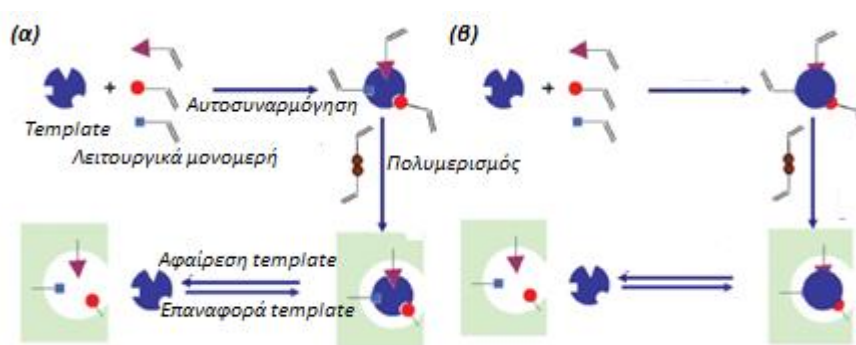 (α)
(β)
+
+
Template
Αυτοσυναρμόγηση
Λειτουργικά μονομερή
Πολυμερισμός
Αφαίρεση template
Επαναφορά template